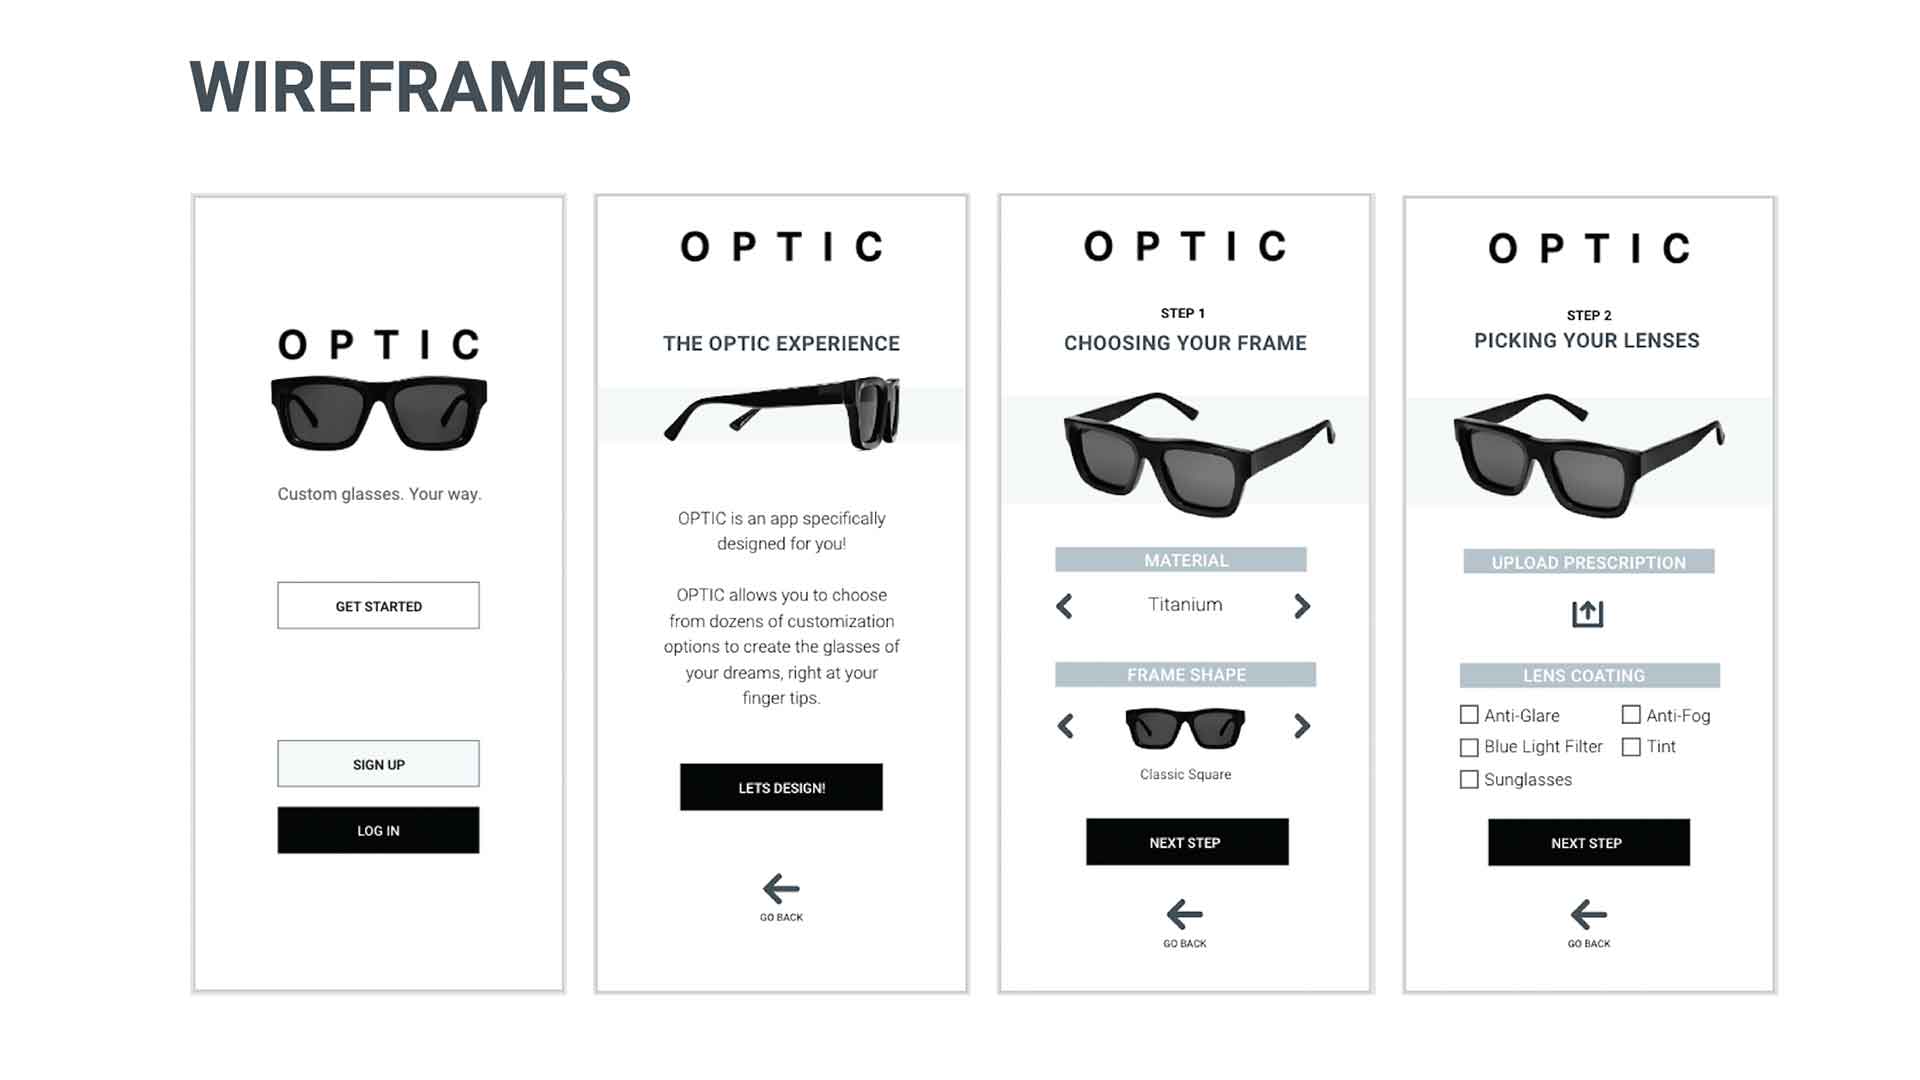 WIREFRAMES
OPTIC
Custom glasses. Your way.
GET STARTED
SIGN UP
LOG IN
OPTIC
THE OPTIC EXPERIENCE
OPTIC is an app specifically
designed for you!
OPTIC allows you to choose
from dozens of customization
options to create the glasses of
your dreams, right at your
finger tips.
LETS DESIGN!
GO BACK
OPTIC
STEP 1
CHOOSING YOUR FRAME
MATERIAL
Titanium
FRAME SHAPE
Classic Square
NEXT STEP
GO BACK
OPTIC
STEP 2
PICKING YOUR LENSES
UPLOAD PRESCRIPTION
LENS COATING
Anti-Glare Anti-Fog
Blue Light Filter Tint
Sunglasses
NEXT STEP
GO BACK